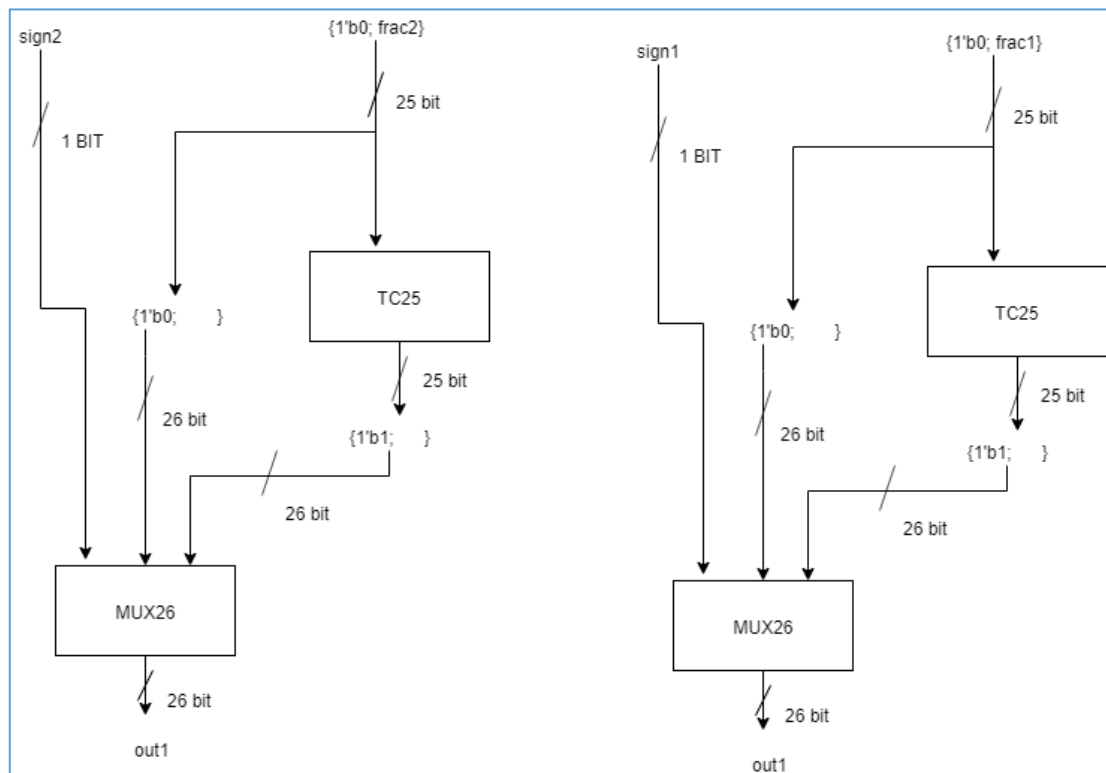 sign2
{1'b0; frac2}
25 bit
1 BIT
TC25
{1'b0; }
25 bit
26 bit
{1'b1; }
26 bit
MUX26
26 bit
out1
sign1
{1'b0; frac1}
25 bit
1 BIT
TC25
{1'b0; }
25 bit
26 bit
{1'b1; }
26 bit
MUX26
26 bit
out1